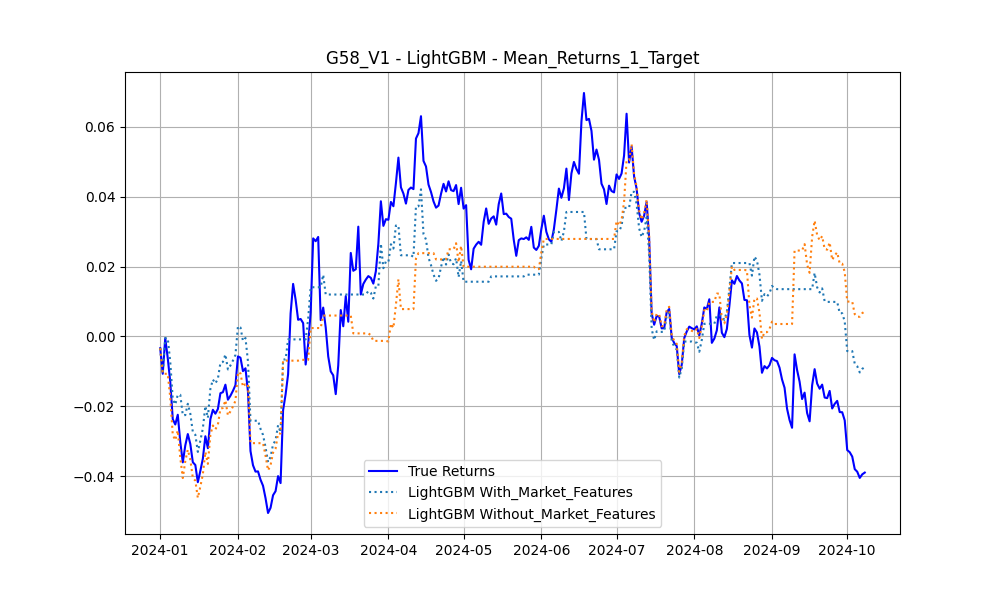 G58_V1 - LightGBM - Mean_Returns_1_Target
0.06
0.04
0.02
0.00
−0.02
−0.04
True Returns
LightGBM With_Market_Features
LightGBM Without_Market_Features
2024-01 2024-02 2024-03 2024-04 2024-05 2024-06 2024-07 2024-08 2024-09 2024-10